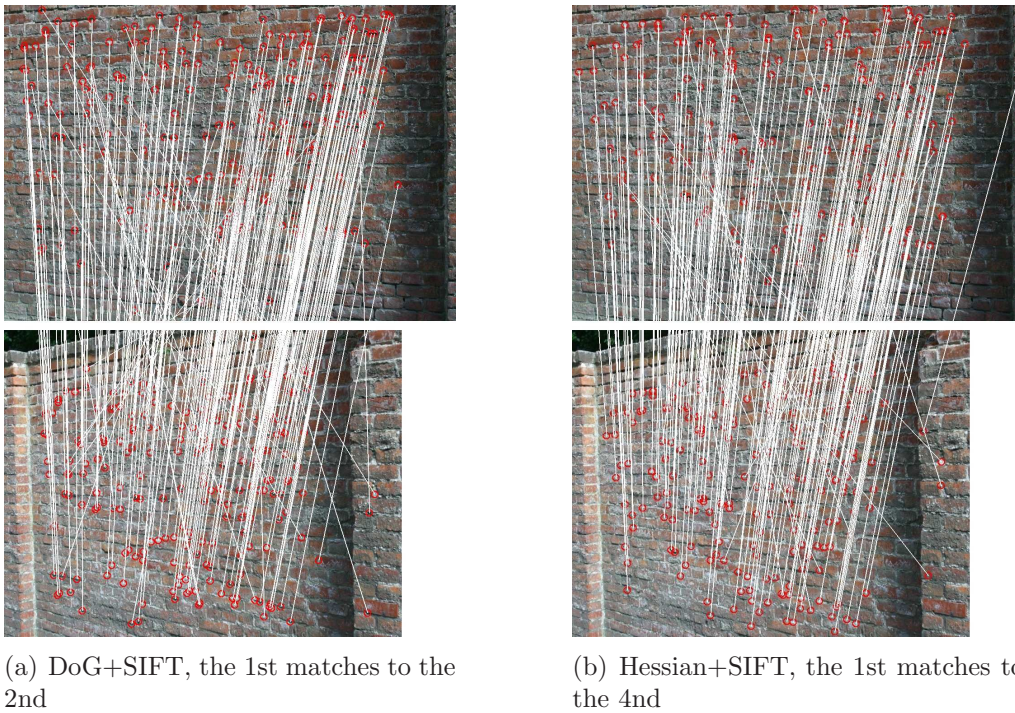 (a) DoG+SIFT, the 1st matches to the
2nd
(b) Hessian+SIFT, the 1st matches to
the 4nd